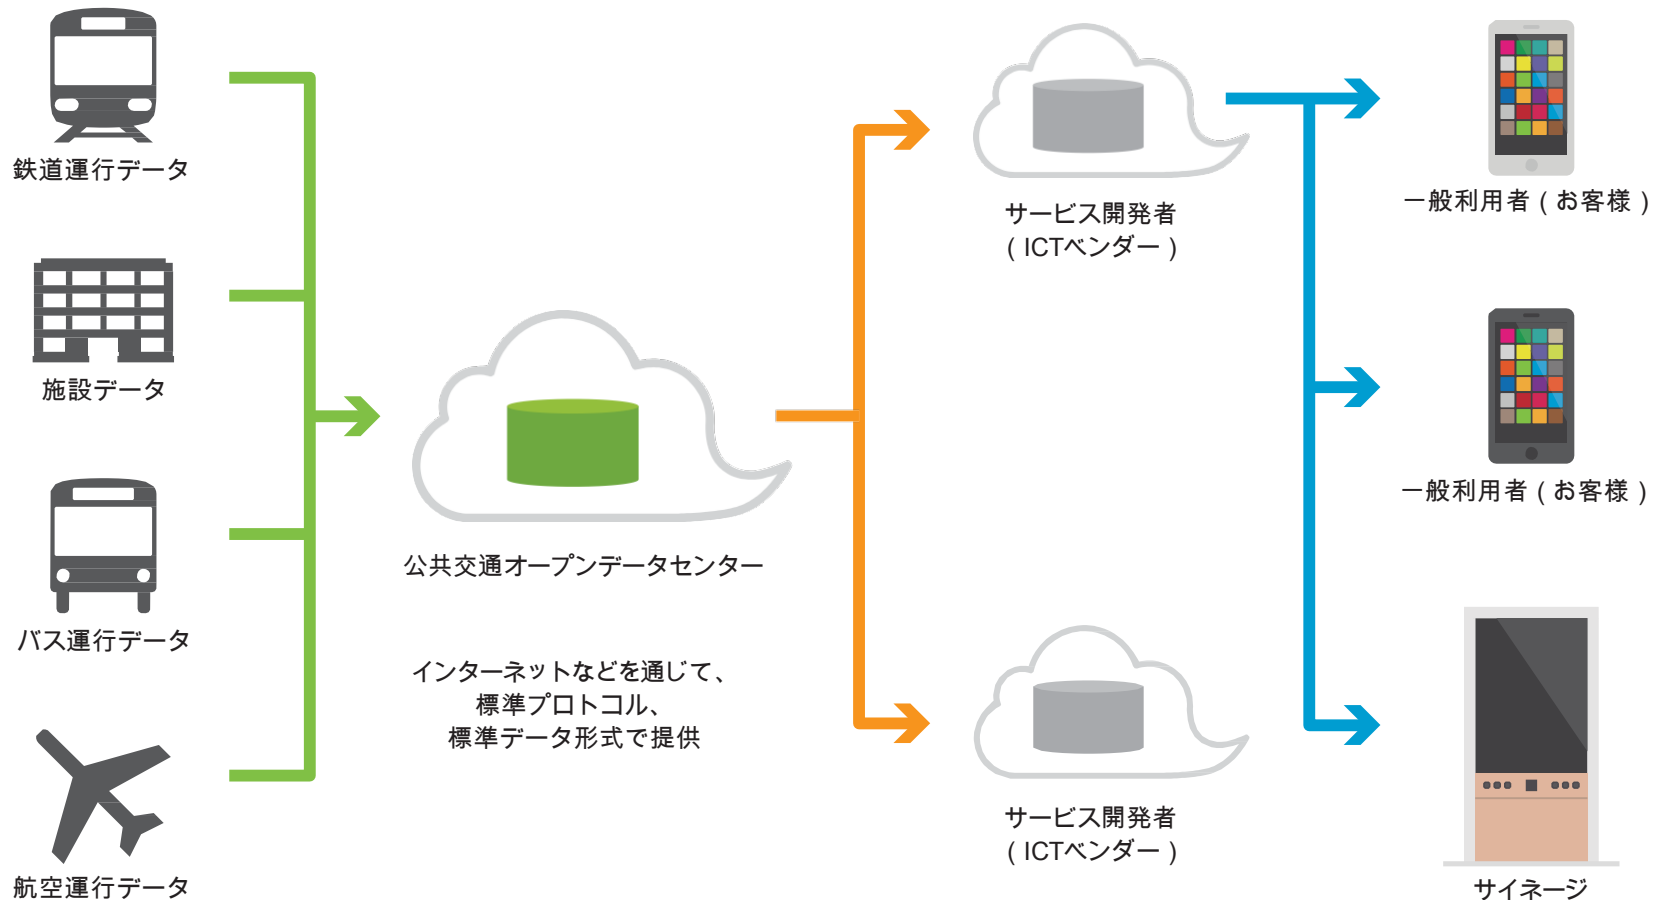 鉄道運行データ
施設データ
バス運行データ
航空運行データ
公共交通オープンデータセンター
インターネットなどを通じて、
標準プロトコル、
標準データ形式で提供
サービス開発者
(ICTベンダー)
サービス開発者
(ICTベンダー)
一般利用者(お客様)
一般利用者(お客様)
サイネージ